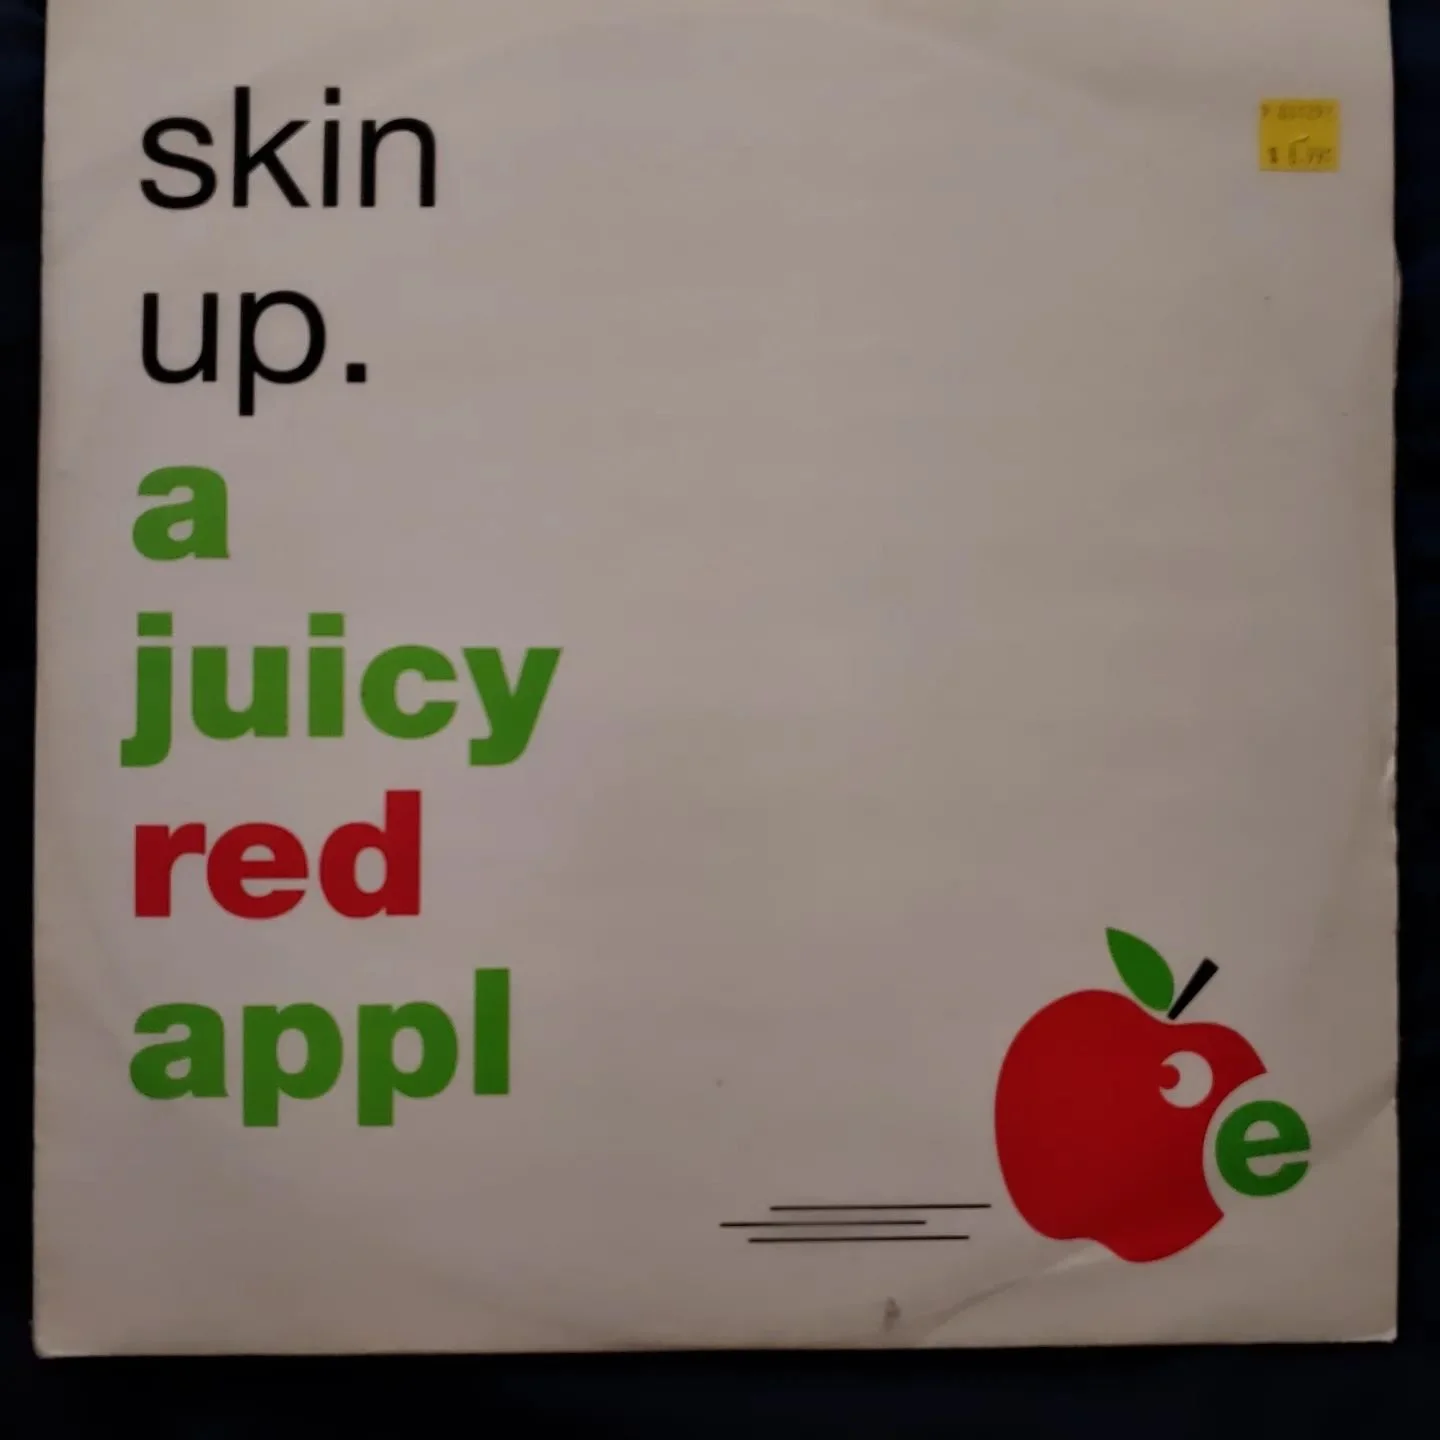 skin
up.
a
juicy
red
appl
e